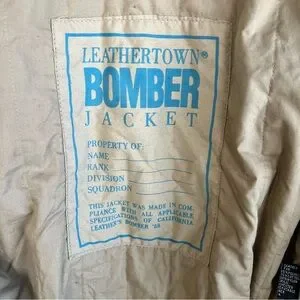 LEATHERTOWN®
BOMBER
JACKET
PROPERTY OF:
NAME
RANK
DIVISION
SQUADRON
THIS JACKET WAS MADE IN COM-
PLIANCE WITH ALL APPLICABLE
SPECIFICATIONS OF CALIFORNIA
LEATHER'S BOMBER '88